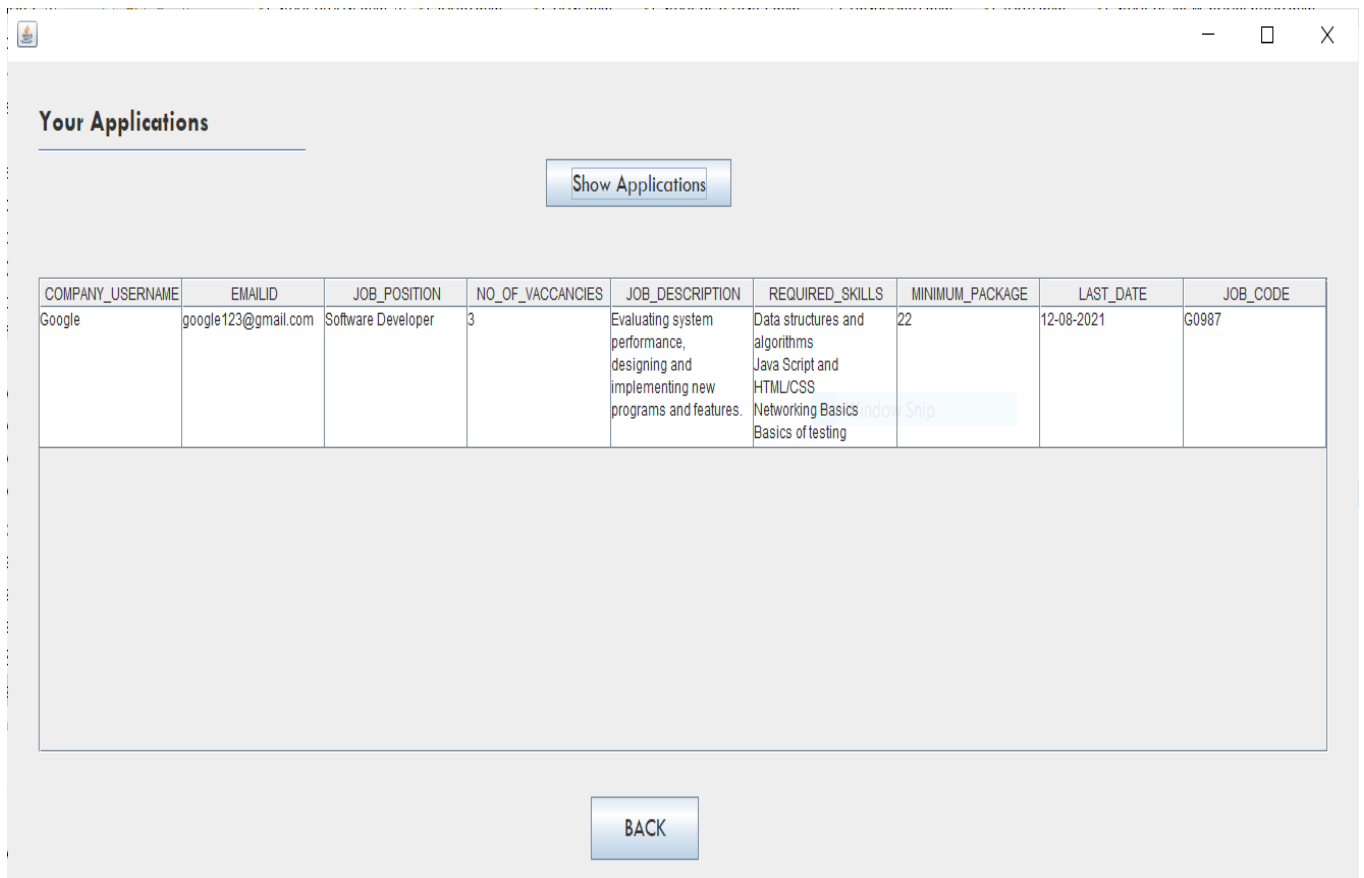 Your Applications
Show Applications
COMPANY_USERNAME EMAILID JOB_POSITION NO_OF_VACCANCIES JOB_DESCRIPTION REQUIRED_SKILLS MINIMUM_PACKAGE LAST_DATE JOB_CODE
Google google123@gmail.com Software Developer 3 Evaluating system Data structures and 22 12-08-2021 G0987
performance, algorithms
designing and Java Script and
implementing new HTML/CSS
programs and features. Networking Basics Window Snip
Basics of testing
BACK